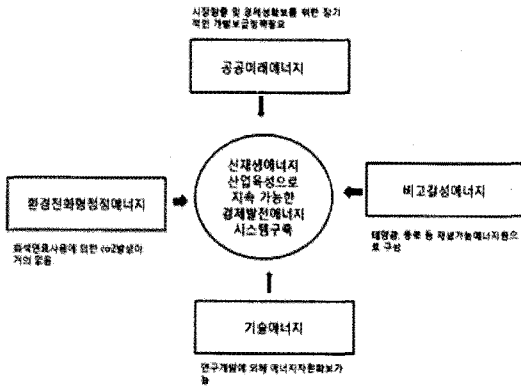 시장창출 및 경제성확보를 위한 장기
적인 개발보급정책필요
공공미래에너지
신재생에너지
산업육성으로
지속 가능한
경제발전에너지
시스템구축
환경친화형청정에너지
화석연료사용에 의한 co2발생이
거의 없음
비고갈성에너지
태양광, 풍력 등 재생가능에너지원으
로 구성
기술에너지
연구개발에 의해 에너지자원확보가
능